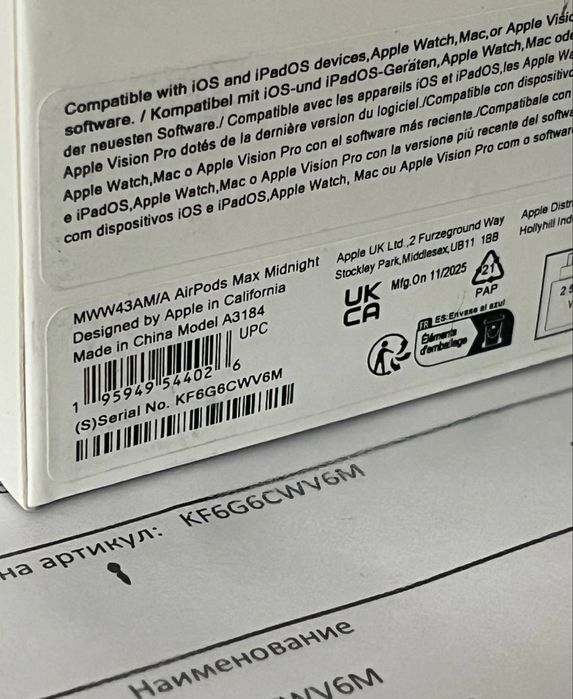 Compatible with iOS and iPadOS devices,Apple Watch,Mac,or Apple
software. / Kompatibel mit iOS-und iPadOS-Geräten,Apple Watch,Mac
der neuesten Software./ Compatible avec les appareils iOS et iPadOS,les Apple
Apple Vision Pro dotés de la dernière version du logiciel./Compatible con
Apple Watch,Mac o Apple Vision Pro con el software más reciente./Compatibale con
e iPadOS,Apple Watch,Mac o Apple Vision Pro con la versione più recente del
com dispositivos iOS e iPadOS,Apple Watch, Mac ou Apple Vision Pro com o
MWW43AM/A AirPods Max Midnight
Designed by Apple in California
Made in China Model A3184
UPC
1 95949 54402 6
(S)Serial No. KF6G6CWV6M
Apple UK Ltd.,2 Furzeground Way
Stockley Park,Middlesex,UB11 1BB
UK
CA
Mfg.On 11/2025
21
PAP
FR ES:Envase al azul
Éléments
d'emballage
Apple
Hollyhill
на артикул: KF6G6CWV6M
Наименование